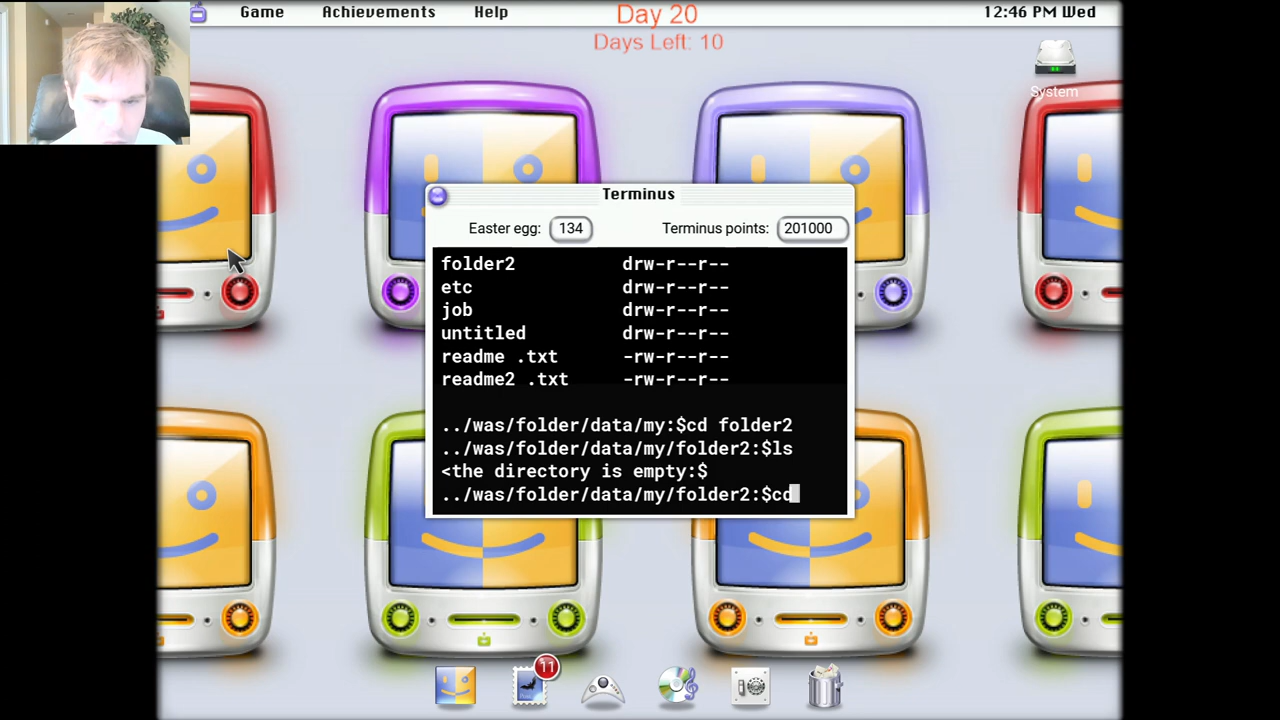 Game Achievements Help Day 20 12:46 PM Wed
Days Left: 10
System
Terminus
Easter egg: 134 Terminus points: 201000
folder2 drw-r--r--
etc drw-r--r--
job drw-r--r--
untitled drw-r--r--
readme .txt -rw-r--r--
readme2 .txt -rw-r--r--
../was/folder/data/my:$cd folder2
../was/folder/data/my/folder2:$ls
<the directory is empty:$
../was/folder/data/my/folder2:$cd
11